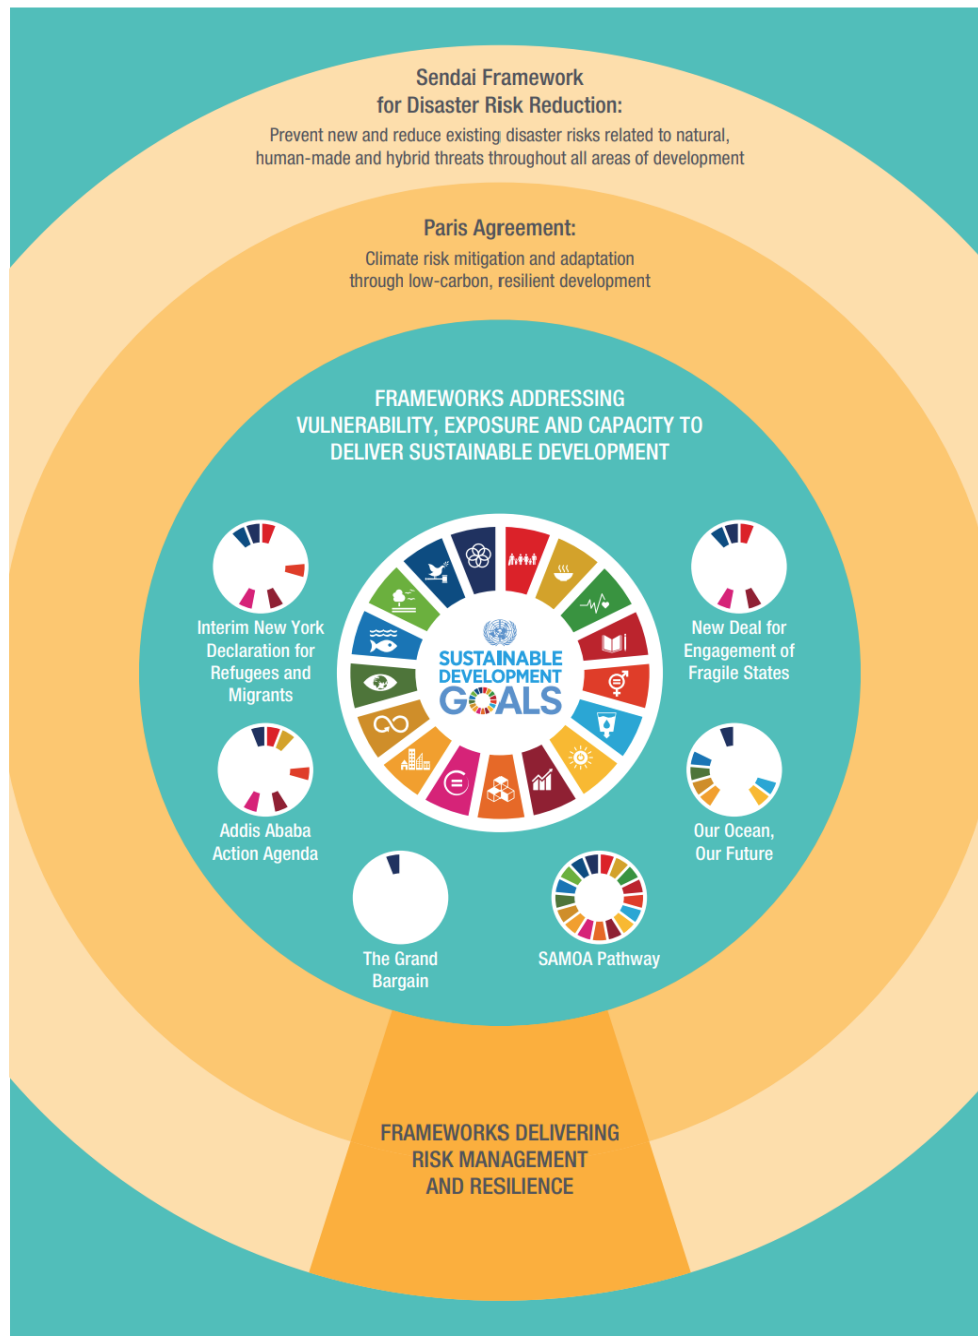 Sendai Framework
for Disaster Risk Reduction:
Prevent new and reduce existing disaster risks related to natural,
human-made and hybrid threats throughout all areas of development
Paris Agreement:
Climate risk mitigation and adaptation
through low-carbon, resilient development
FRAMEWORKS ADDRESSING
VULNERABILITY, EXPOSURE AND CAPACITY TO
DELIVER SUSTAINABLE DEVELOPMENT
Interim New York
Declaration for
Refugees and
Migrants
SUSTAINABLE
DEVELOPMENT
GOALS
New Deal for
Engagement of
Fragile States
Addis Ababa
Action Agenda
Our Ocean,
Our Future
The Grand
Bargain
SAMOA Pathway
FRAMEWORKS DELIVERING
RISK MANAGEMENT
AND RESILIENCE